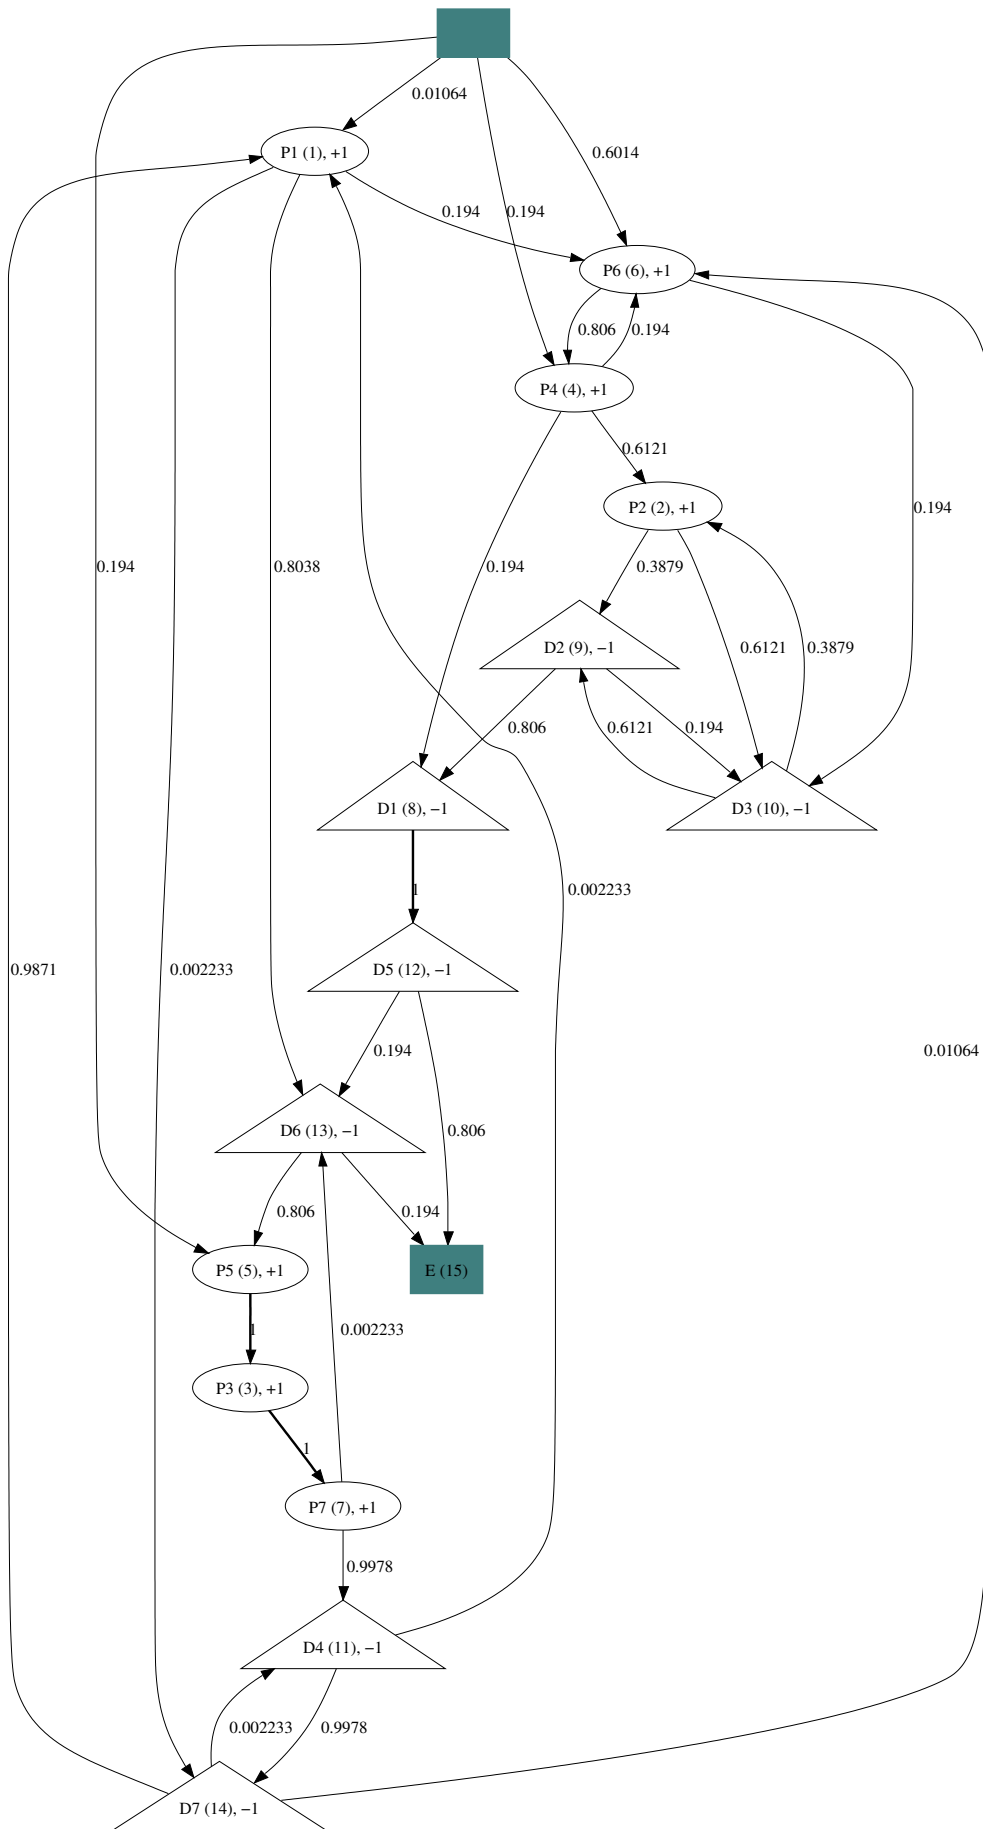 0.01064
P1 (1), +1
0.6014
0.194
0.194
P6 (6), +1
0.806
0.194
P4 (4), +1
0.6121
P2 (2), +1
0.194
0.194
0.8038
0.194
0.3879
D2 (9), −1
0.6121
0.3879
0.806
0.6121
0.194
D1 (8), −1
D3 (10), −1
1
0.002233
D5 (12), −1
0.9871
0.002233
0.194
0.01064
D6 (13), −1
0.806
0.806
0.194
P5 (5), +1
E (15)
1
0.002233
P3 (3), +1
1
P7 (7), +1
0.9978
D4 (11), −1
0.002233
0.9978
D7 (14), −1